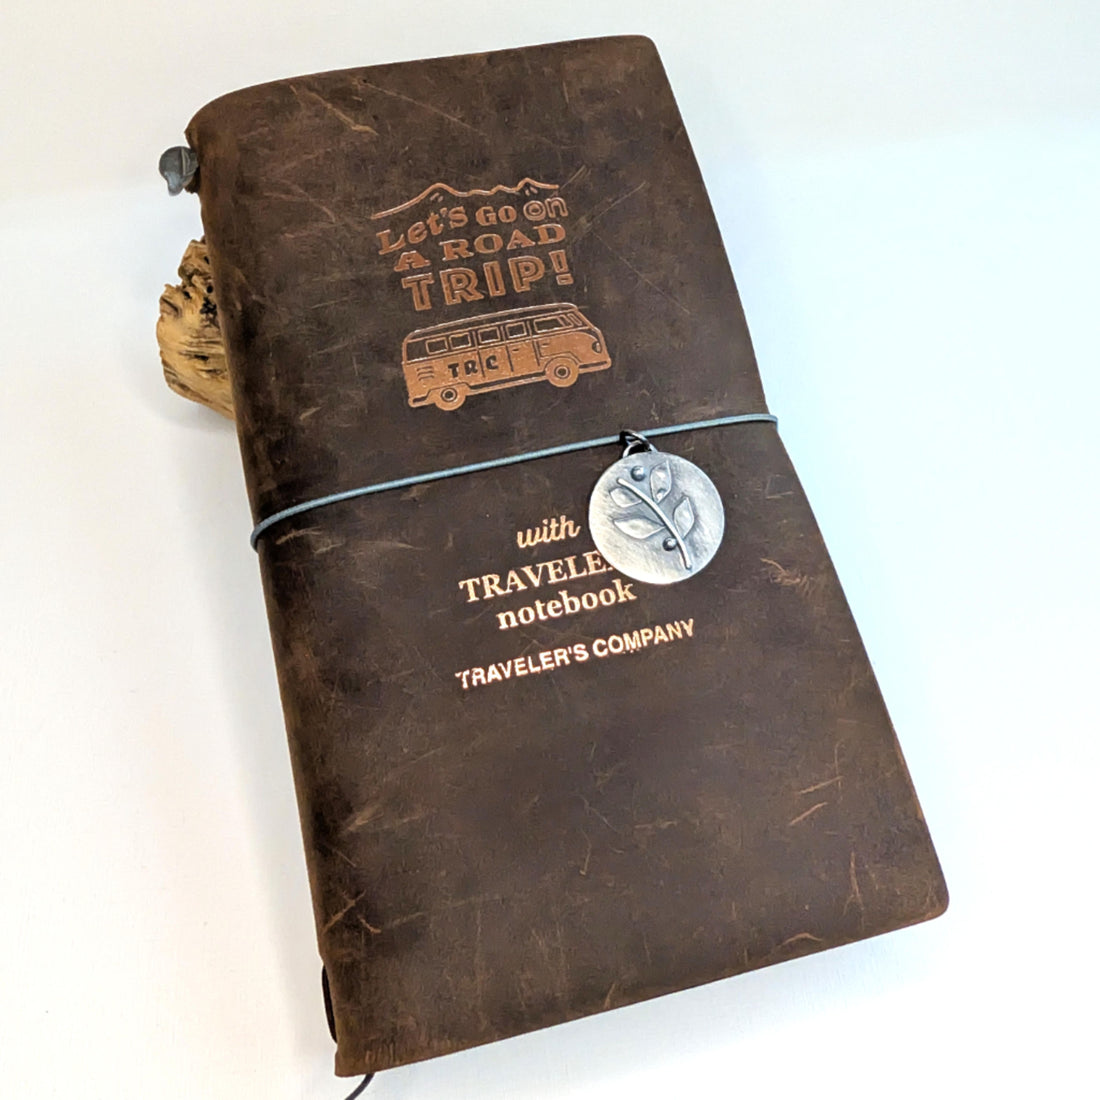 Let's Go on
A ROAD
TRIP!
TRC
with
TRAVELE
notebook
TRAVELER'S COMPANY